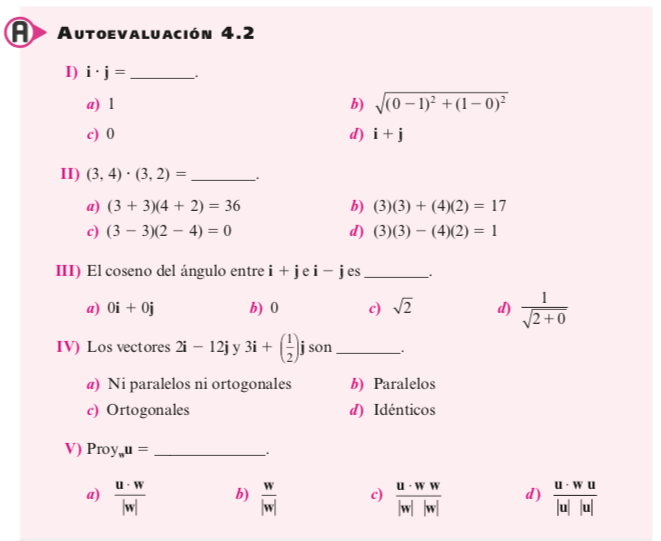 A AUTOEVALUACIÓN 4.2
I) i · j = ________.
a) 1 b) √((0 − 1)² + (1 − 0)²)
c) 0 d) i + j
II) (3, 4) · (3, 2) = ________.
a) (3 + 3)(4 + 2) = 36 b) (3)(3) + (4)(2) = 17
c) (3 − 3)(2 − 4) = 0 d) (3)(3) − (4)(2) = 1
III) El coseno del ángulo entre i + j e i − j es ________.
a) 0i + 0j b) 0 c) √2 d) 1/√(2 + 0)
IV) Los vectores 2i − 12j y 3i + (1/2)j son ________.
a) Ni paralelos ni ortogonales b) Paralelos
c) Ortogonales d) Idénticos
V) Proy_w u = ______________.
a) u · w / |w| b) w / |w| c) u · w w / |w| |w| d) u · w u / |u| |u|